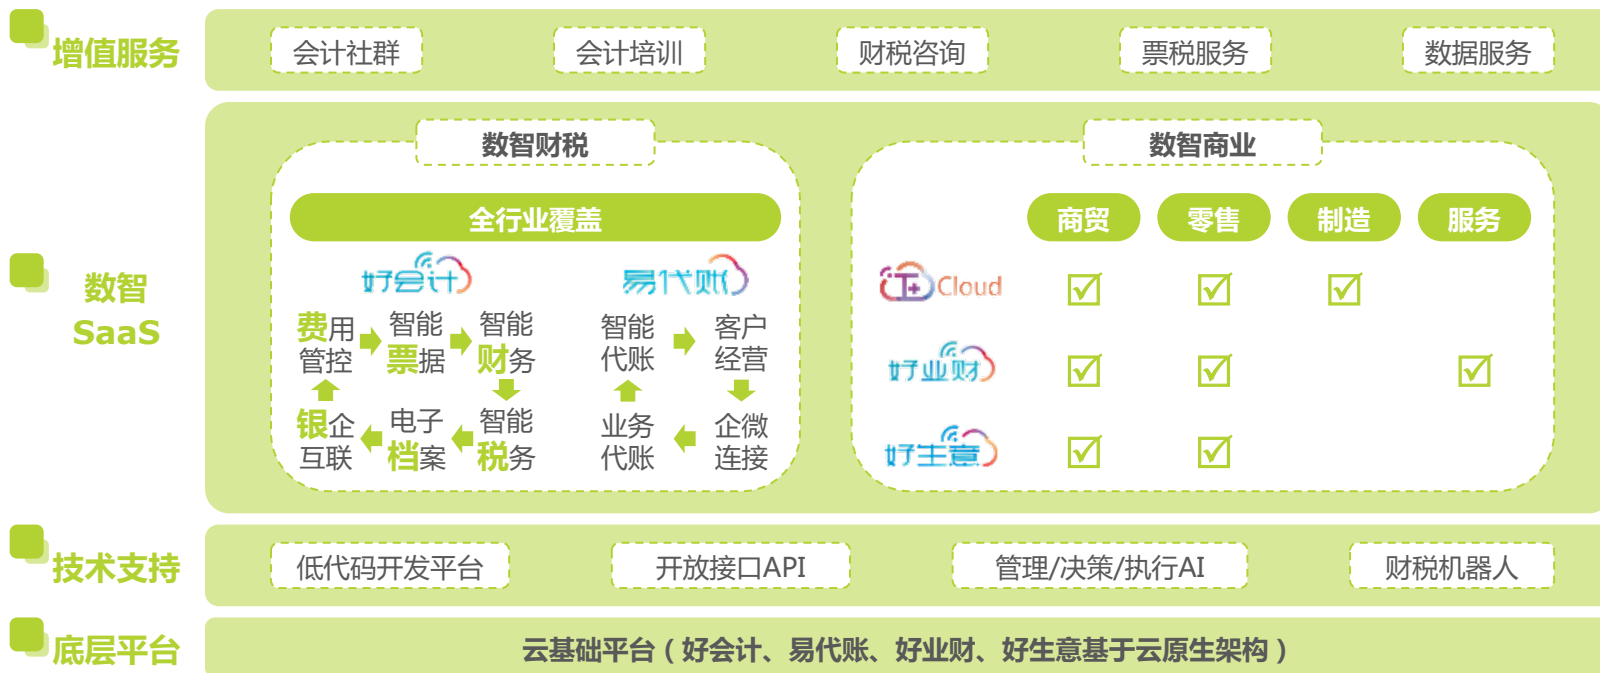 增值服务
会计社群
会计培训
财税咨询
票税服务
数据服务
数智
SaaS
数智财税
全行业覆盖
好会计
费用
管控
智能
票据
智能
财务
银企
互联
电子
档案
智能
税务
易代账
智能
代账
客户
经营
业务
代账
企微
连接
数智商业
商贸
零售
制造
服务
T+Cloud
好业财
好生意
技术支持
低代码开发平台
开放接口API
管理/决策/执行AI
财税机器人
底层平台
云基础平台（好会计、易代账、好业财、好生意基于云原生架构）